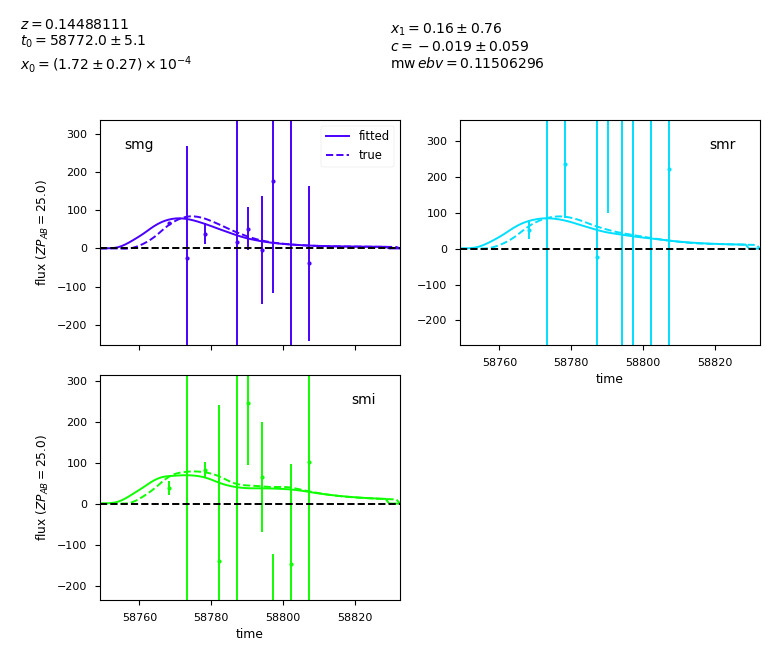 z = 0.14488111
t₀ = 58772.0 ± 5.1
x₀ = (1.72 ± 0.27) × 10⁻⁴
x₁ = 0.16 ± 0.76
c = −0.019 ± 0.059
mw ebv = 0.11506296
smg
fitted
true
300
200
100
0
−100
−200
flux (ZP_AB = 25.0)
smr
300
200
100
0
−100
−200
58760 58780 58800 58820
time
smi
300
200
100
0
−100
−200
flux (ZP_AB = 25.0)
58760 58780 58800 58820
time